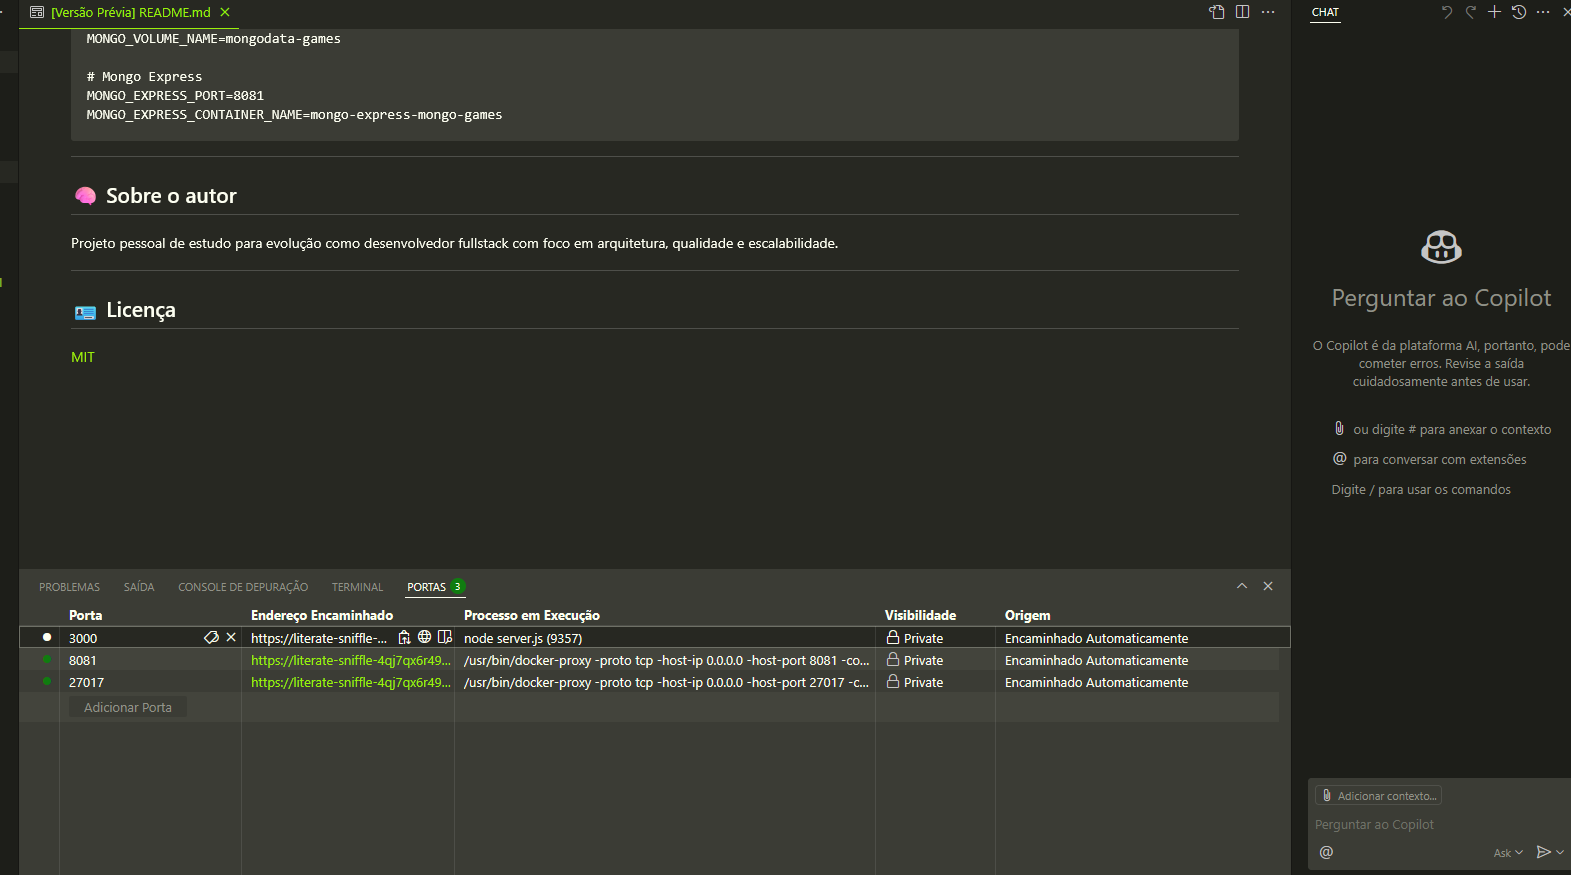 [Versão Prévia] README.md
CHAT
MONGO_VOLUME_NAME=mongodata-games
# Mongo Express
MONGO_EXPRESS_PORT=8081
MONGO_EXPRESS_CONTAINER_NAME=mongo-express-mongo-games
Sobre o autor
Projeto pessoal de estudo para evolução como desenvolvedor fullstack com foco em arquitetura, qualidade e escalabilidade.
Licença
MIT
Perguntar ao Copilot
O Copilot é da plataforma AI, portanto, pode
cometer erros. Revise a saída
cuidadosamente antes de usar.
ou digite # para anexar o contexto
@ para conversar com extensões
Digite / para usar os comandos
PROBLEMAS SAÍDA CONSOLE DE DEPURAÇÃO TERMINAL PORTAS 3
Porta Endereço Encaminhado Processo em Execução Visibilidade Origem
3000 https://literate-sniffle-... node server.js (9357) Private Encaminhado Automaticamente
8081 https://literate-sniffle-4qj7qx6r49... /usr/bin/docker-proxy -proto tcp -host-ip 0.0.0.0 -host-port 8081 -co... Private Encaminhado Automaticamente
27017 https://literate-sniffle-4qj7qx6r49... /usr/bin/docker-proxy -proto tcp -host-ip 0.0.0.0 -host-port 27017 -c... Private Encaminhado Automaticamente
Adicionar Porta
Adicionar contexto...
Perguntar ao Copilot
@ Ask